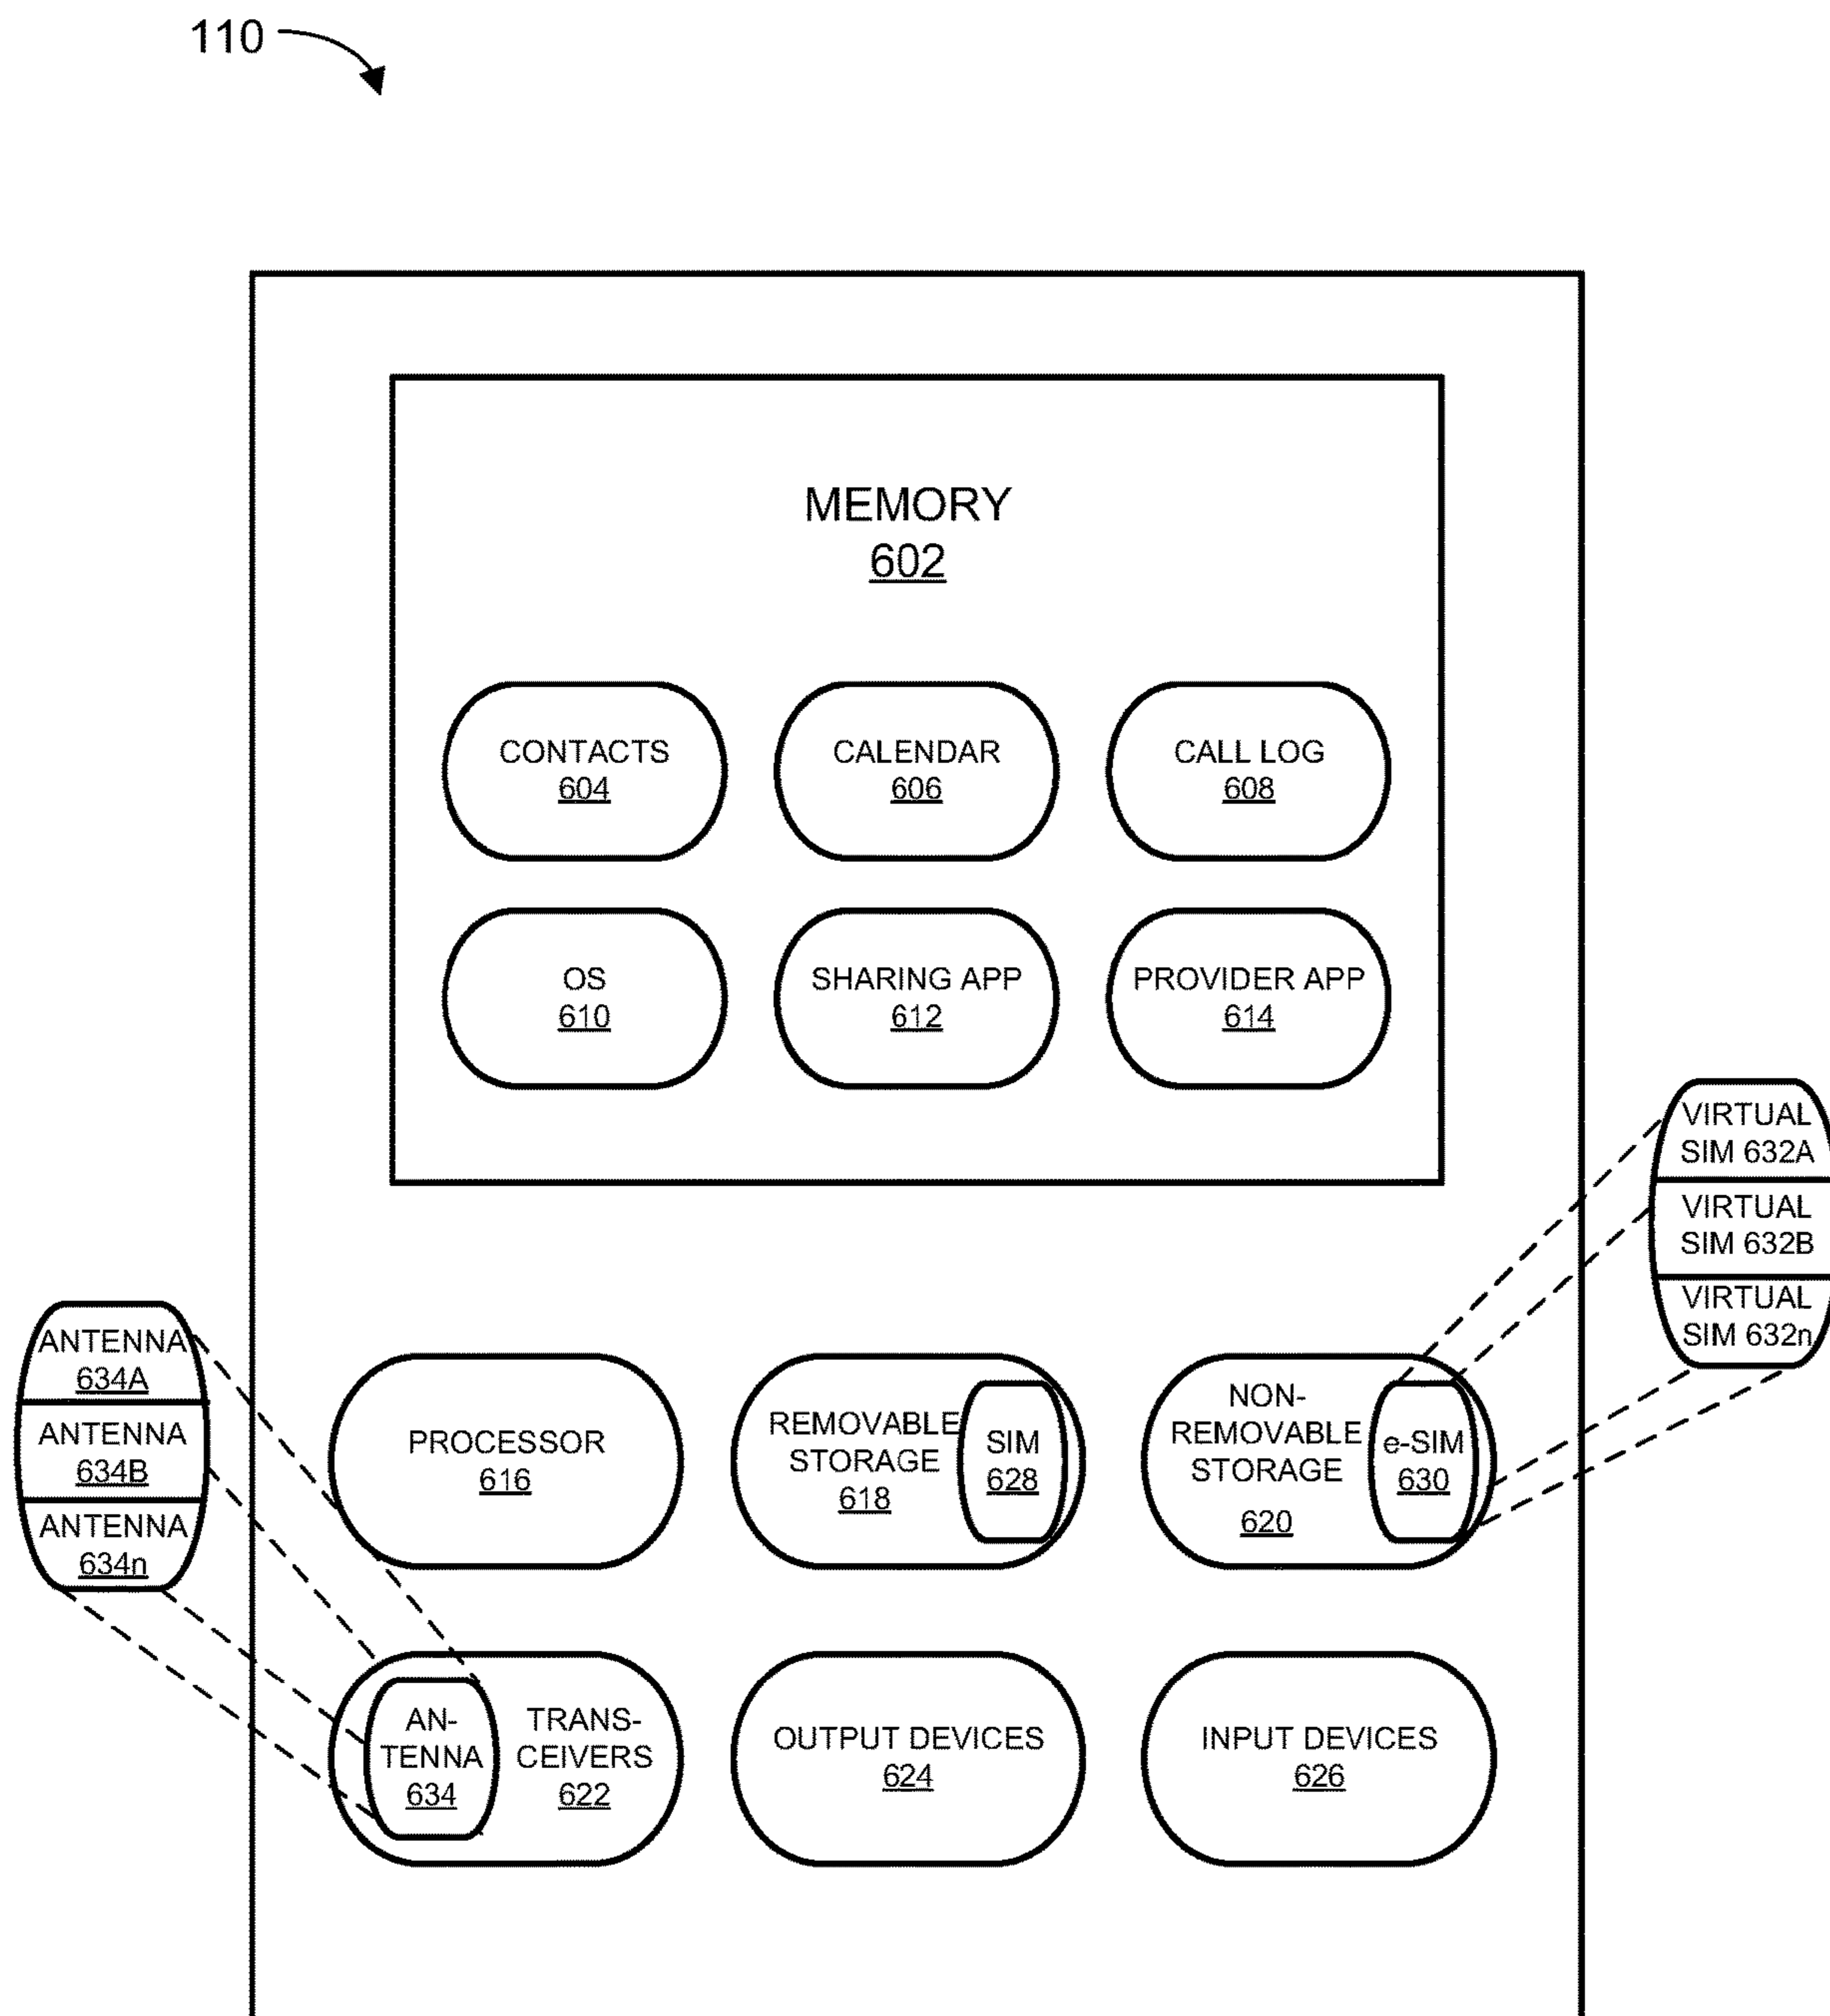 110
MEMORY
602
CONTACTS
604
CALENDAR
606
CALL LOG
608
OS
610
SHARING APP
612
PROVIDER APP
614
VIRTUAL
SIM 632A
VIRTUAL
SIM 632B
VIRTUAL
SIM 632n
ANTENNA
634A
ANTENNA
634B
ANTENNA
634n
PROCESSOR
616
REMOVABLE
STORAGE
618
SIM
628
NON-
REMOVABLE
STORAGE
620
e-SIM
630
AN-
TENNA
634
TRANS-
CEIVERS
622
OUTPUT DEVICES
624
INPUT DEVICES
626